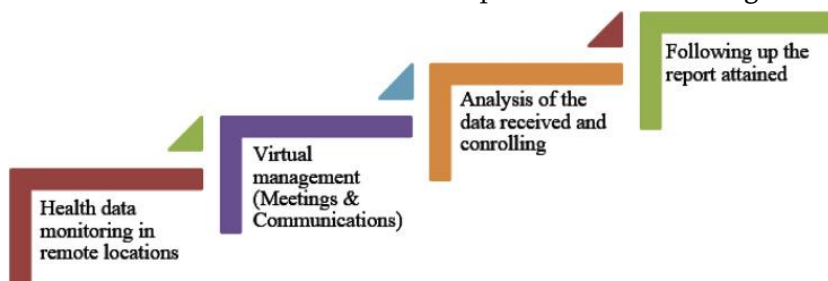 Health data
monitoring in
remote locations
Virtual
management
(Meetings &
Communications)
Analysis of the
data received and
conrolling
Following up the
report attained